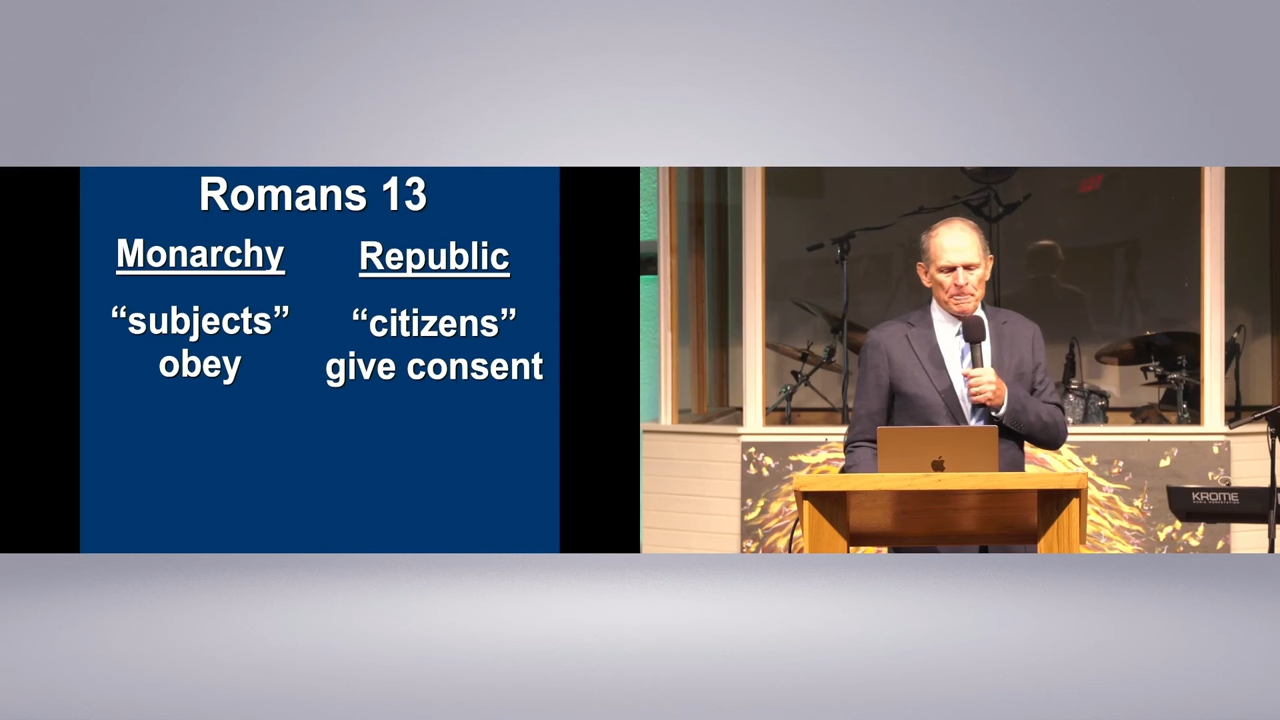 Romans 13
Monarchy
“subjects”
obey
Republic
“citizens”
give consent
KROME